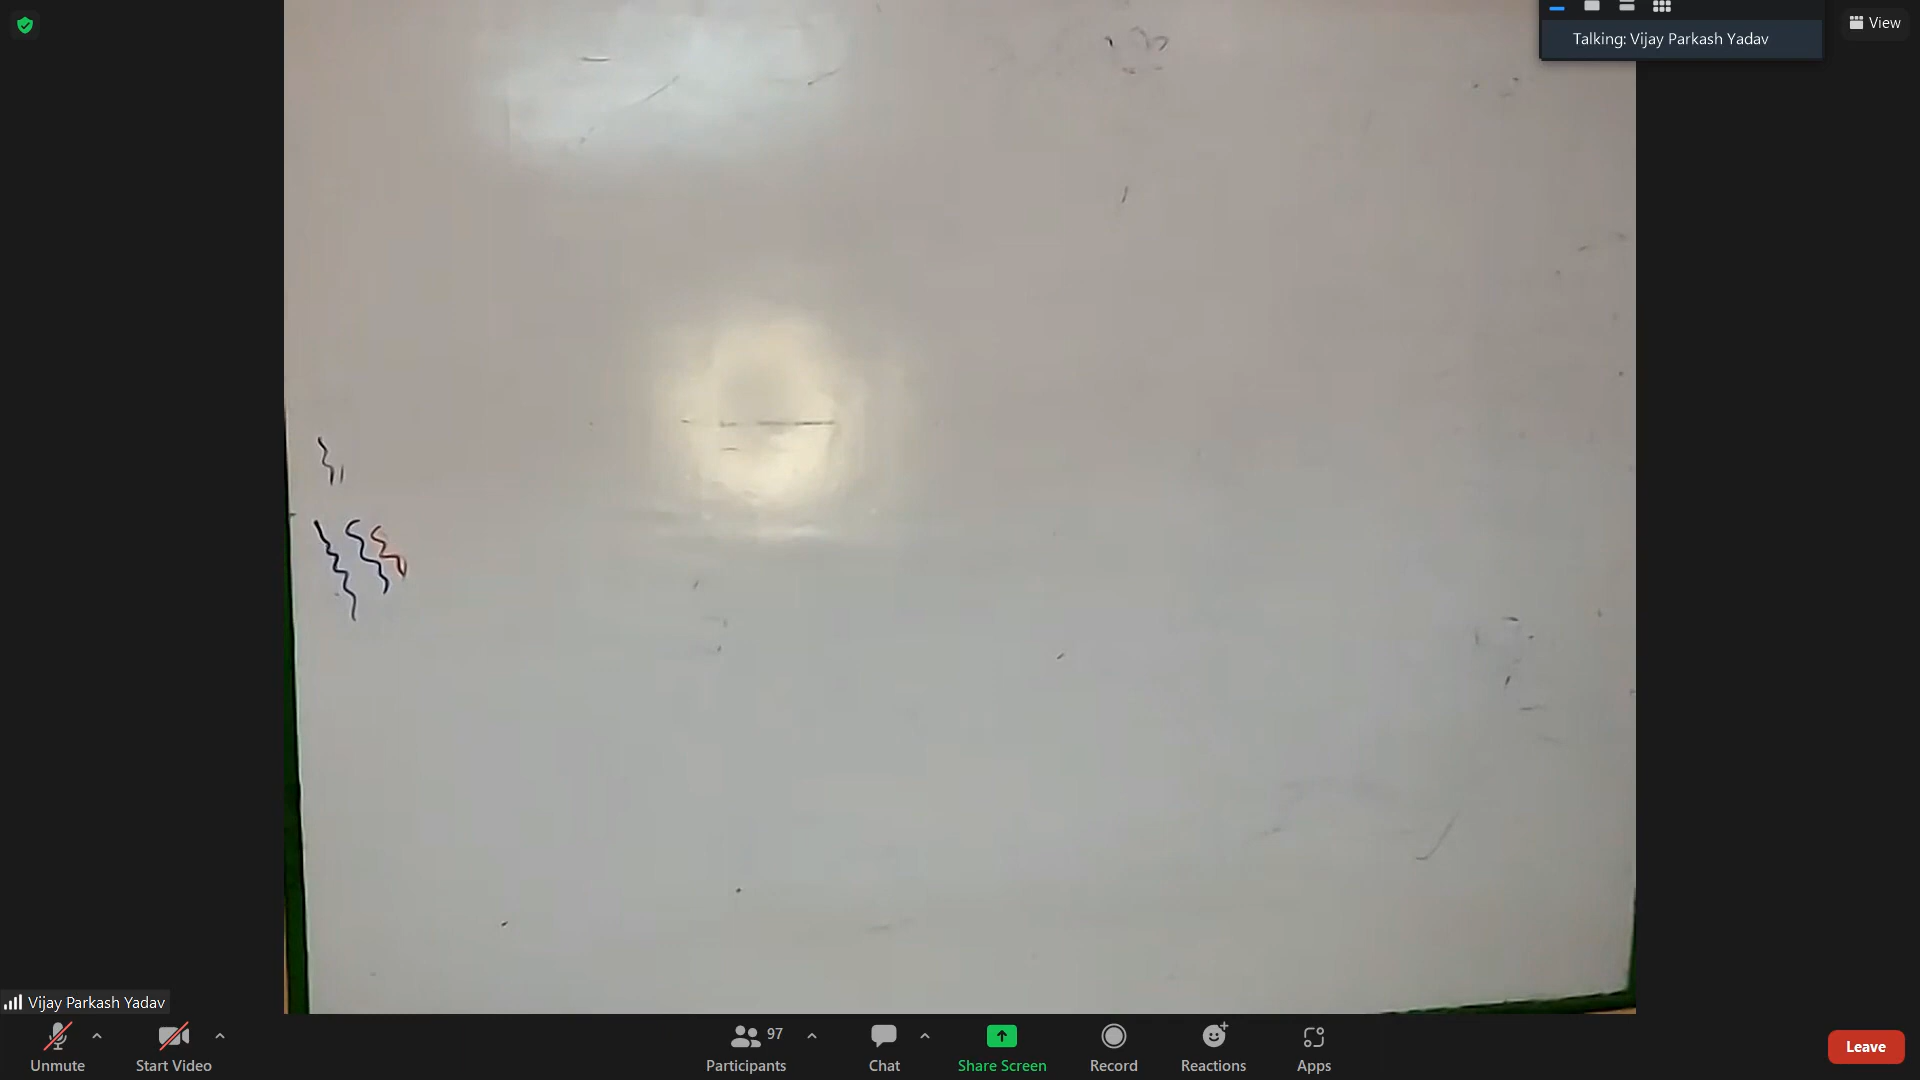 View
Talking: Vijay Parkash Yadav
Vijay Parkash Yadav
97
Unmute
Start Video
Participants
Chat
Share Screen
Record
Reactions
Apps
Leave